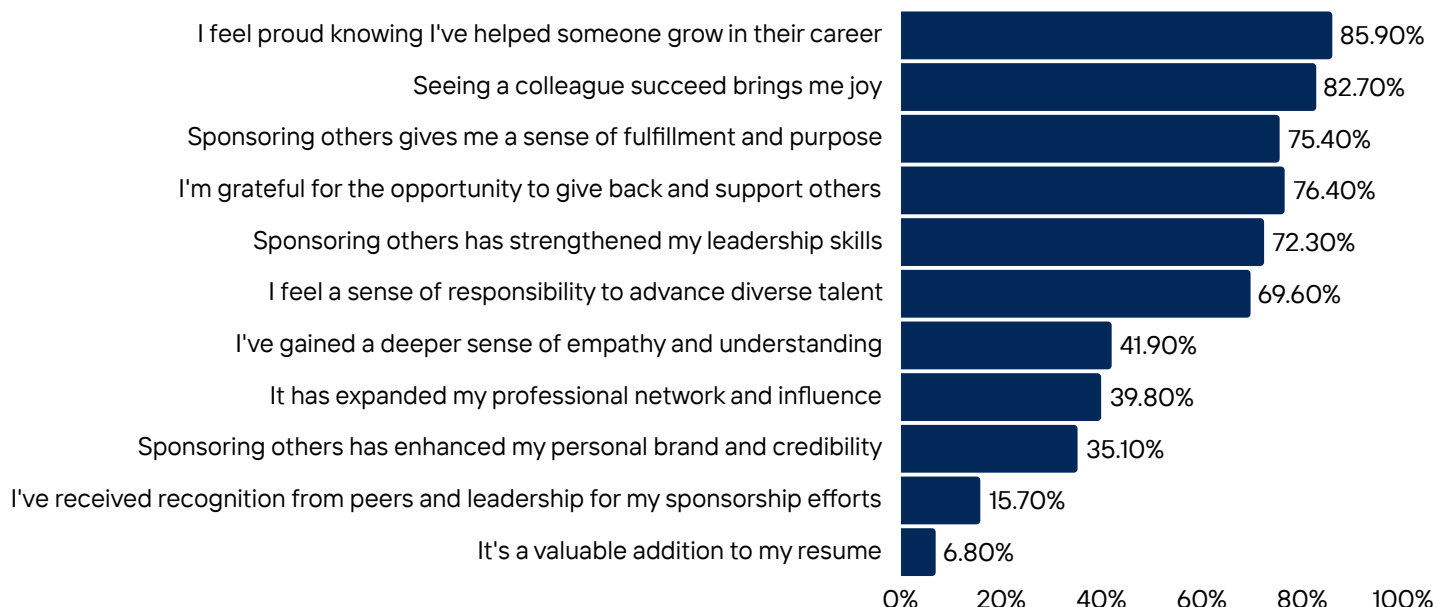 I feel proud knowing I've helped someone grow in their career 85.90%
Seeing a colleague succeed brings me joy 82.70%
Sponsoring others gives me a sense of fulfillment and purpose 75.40%
I'm grateful for the opportunity to give back and support others 76.40%
Sponsoring others has strengthened my leadership skills 72.30%
I feel a sense of responsibility to advance diverse talent 69.60%
I've gained a deeper sense of empathy and understanding 41.90%
It has expanded my professional network and influence 39.80%
Sponsoring others has enhanced my personal brand and credibility 35.10%
I've received recognition from peers and leadership for my sponsorship efforts 15.70%
It's a valuable addition to my resume 6.80%
0% 20% 40% 60% 80% 100%